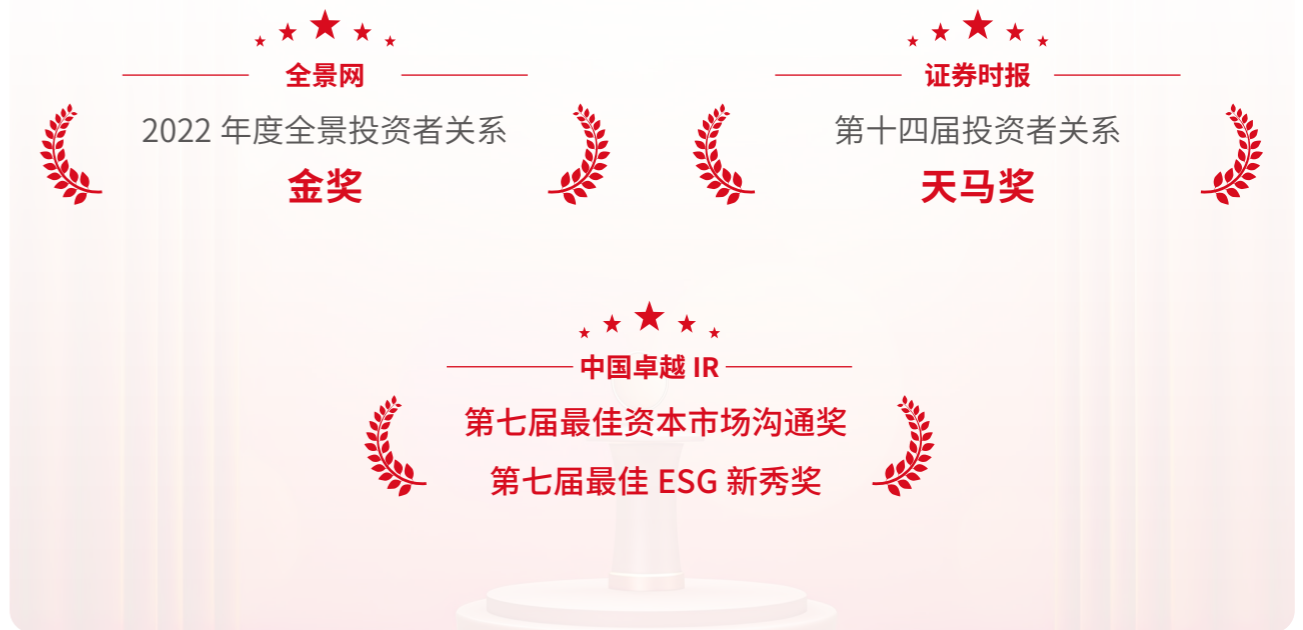 全景网
2022 年度全景投资者关系
金奖
证券时报
第十四届投资者关系
天马奖
中国卓越 IR
第七届最佳资本市场沟通奖
第七届最佳 ESG 新秀奖